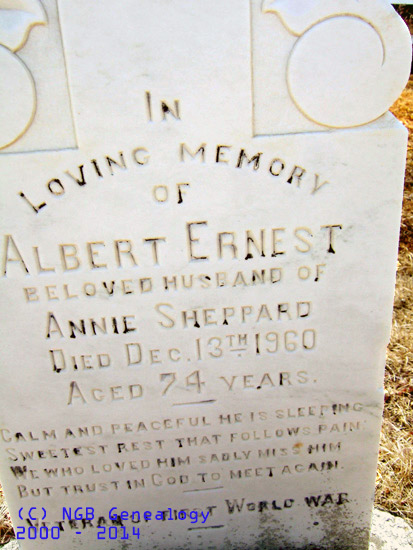 IN
LOVING MEMORY
OF
ALBERT ERNEST
BELOVED HUSBAND OF
ANNIE SHEPPARD
DIED DEC. 13TH 1960
AGED 74 YEARS.
CALM AND PEACEFUL HE IS SLEEPING
SWEETEST REST THAT FOLLOWS PAIN
WE WHO LOVED HIM SADLY MISS HIM
BUT TRUST IN GOD TO MEET AGAIN.
VETERAN OF WORLD WAR
(C) NGB Genealogy
2000 - 2014